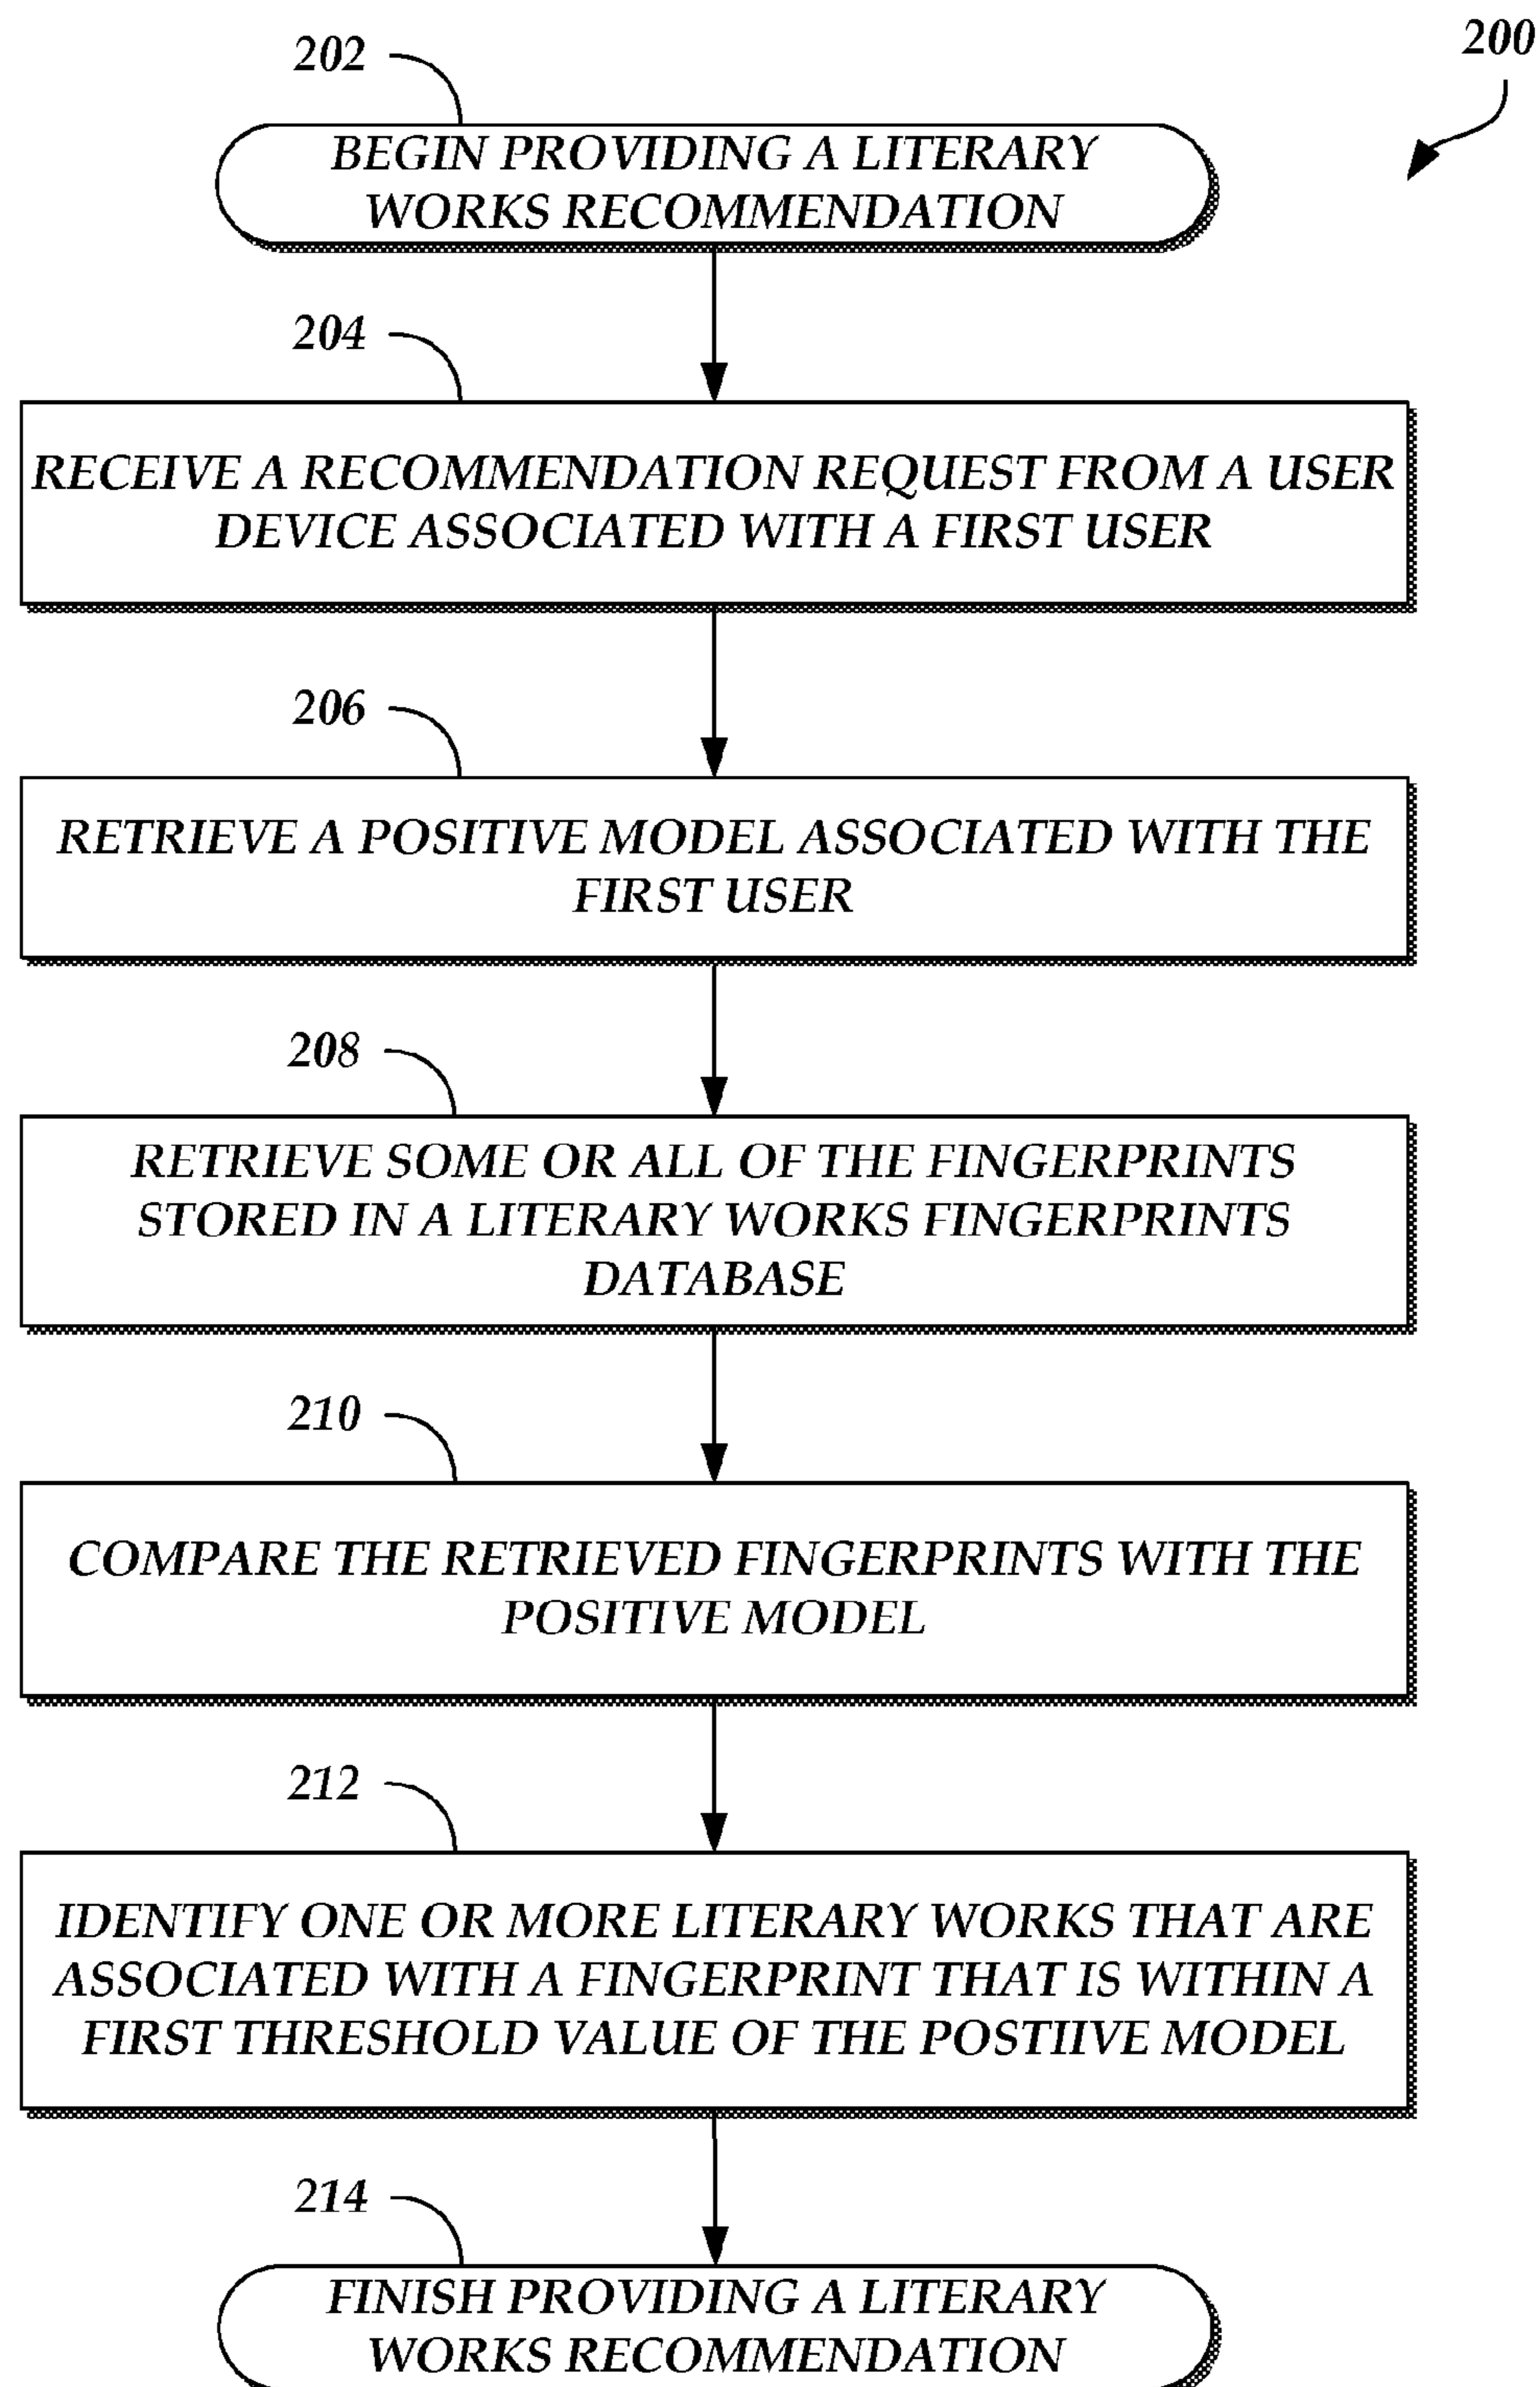 200
202
BEGIN PROVIDING A LITERARY
WORKS RECOMMENDATION
204
RECEIVE A RECOMMENDATION REQUEST FROM A USER
DEVICE ASSOCIATED WITH A FIRST USER
206
RETRIEVE A POSITIVE MODEL ASSOCIATED WITH THE
FIRST USER
208
RETRIEVE SOME OR ALL OF THE FINGERPRINTS
STORED IN A LITERARY WORKS FINGERPRINTS
DATABASE
210
COMPARE THE RETRIEVED FINGERPRINTS WITH THE
POSITIVE MODEL
212
IDENTIFY ONE OR MORE LITERARY WORKS THAT ARE
ASSOCIATED WITH A FINGERPRINT THAT IS WITHIN A
FIRST THRESHOLD VALUE OF THE POSTIIVE MODEL
214
FINISH PROVIDING A LITERARY
WORKS RECOMMENDATION